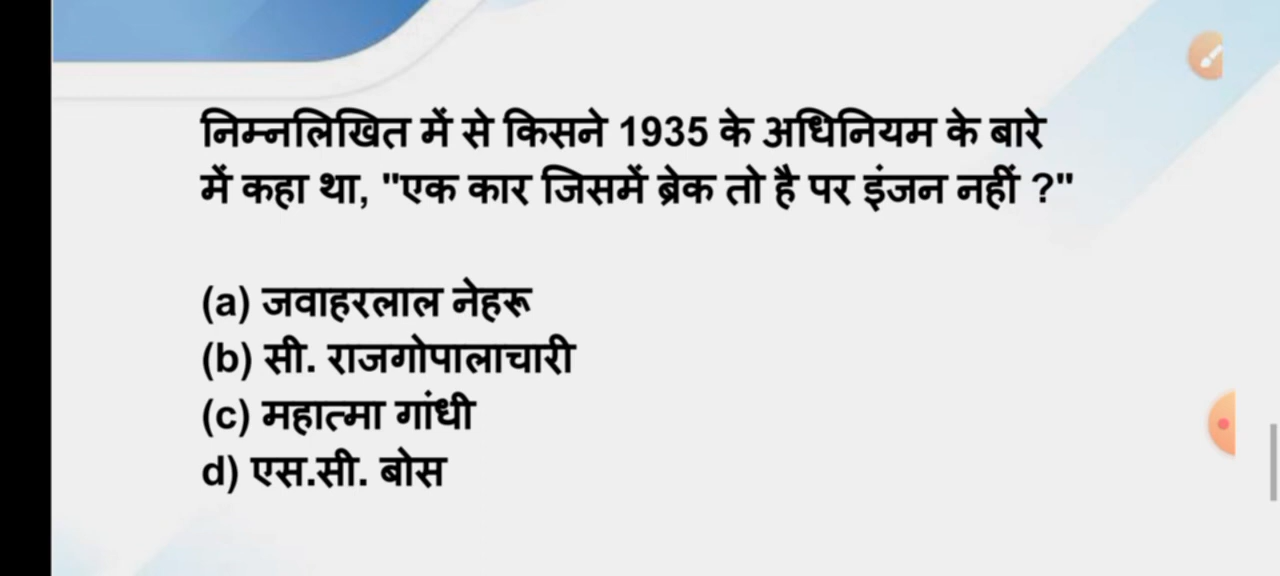 निम्नलिखित में से किसने 1935 के अधिनियम के बारे
में कहा था, "एक कार जिसमें ब्रेक तो है पर इंजन नहीं ?"
(a) जवाहरलाल नेहरू
(b) सी. राजगोपालाचारी
(c) महात्मा गांधी
d) एस.सी. बोस